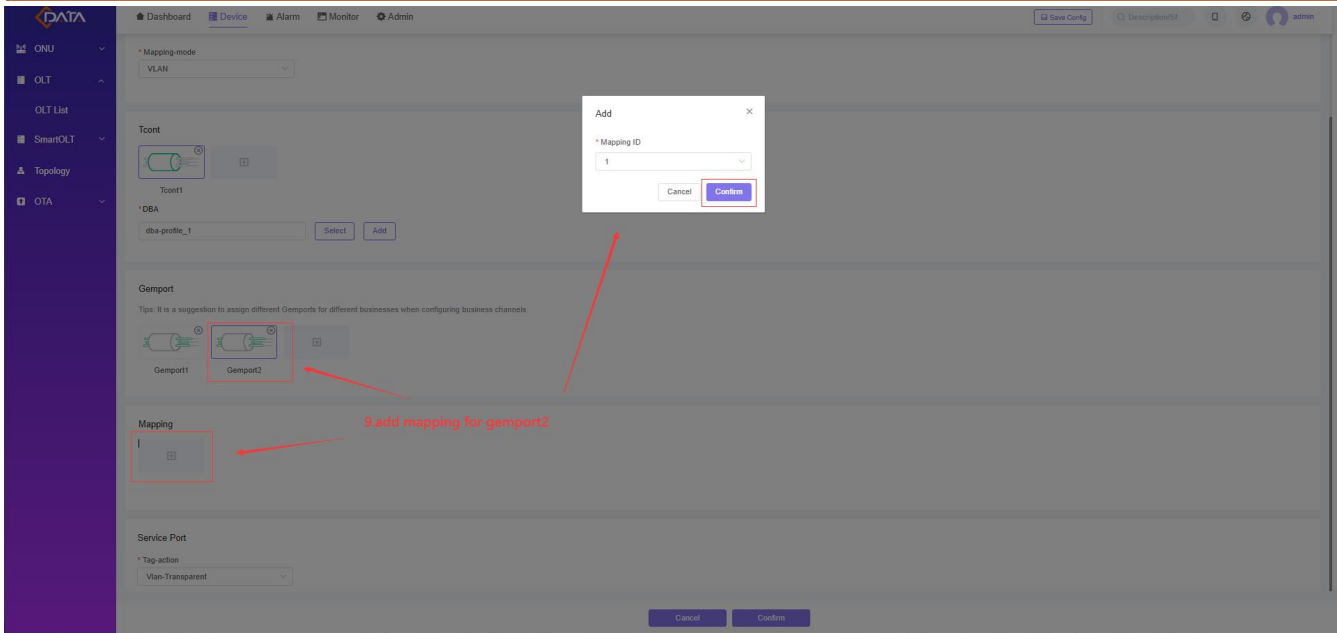 DATA
Dashboard
Device
Alarm
Monitor
Admin
Save Config
Description/SN
admin
ONU
OLT
OLT List
SmartOLT
Topology
OTA
* Mapping-mode
VLAN
Tcont
Tcont1
*DBA
dba-profile_1
Select
Add
Gemport
Tips: It is a suggestion to assign different Gemports for different businesses when configuring business channels
Gemport1
Gemport2
Mapping
9.add mapping for gemport2
Service Port
* Tag-action
Vlan-Transparent
Cancel
Confirm
Add
* Mapping ID
1
Cancel
Confirm